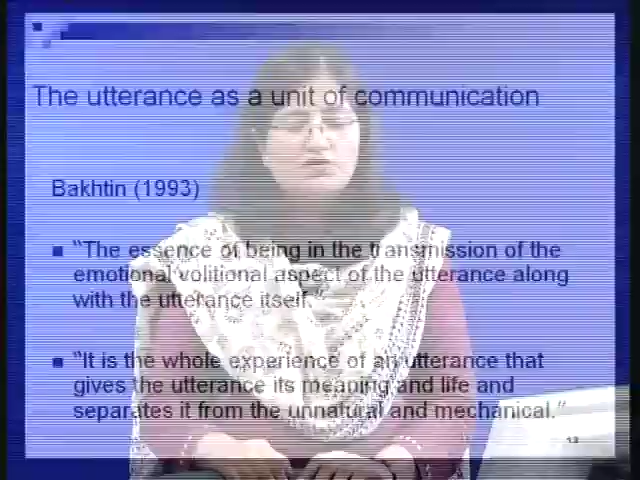 The utterance as a unit of communication
Bakhtin (1993)
"The essence of being in the transmission of the
emotional volitional aspect of the utterance along
with the utterance itself."
"It is the whole experience of an utterance that
gives the utterance its meaning and life and
separates it from the unnatural and mechanical."
13